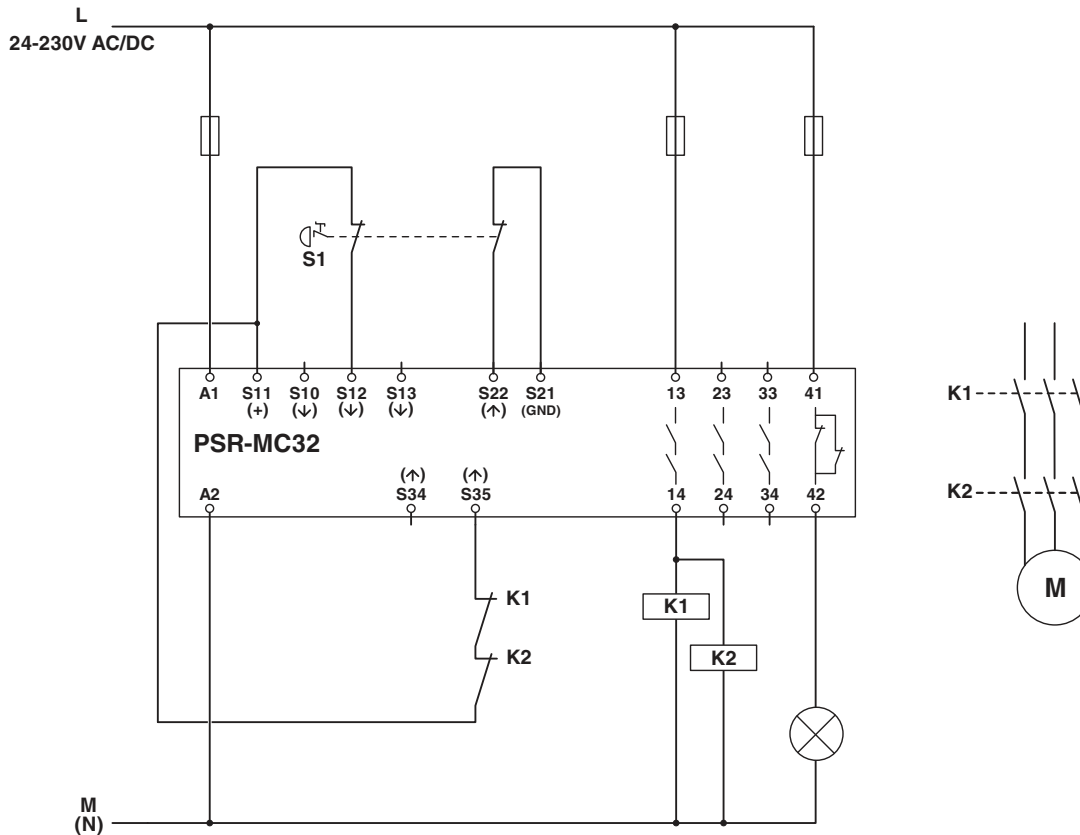 L
24-230V AC/DC
S1
A1 S11 S10 S12 S13 S22 S21 13 23 33 41
(+) (↓) (↓) (↓) (↑) (GND)
PSR-MC32
(↑) (↑)
A2 S34 S35 14 24 34 42
K1
K2
K1
K2
K1
K2
M
M
(N)